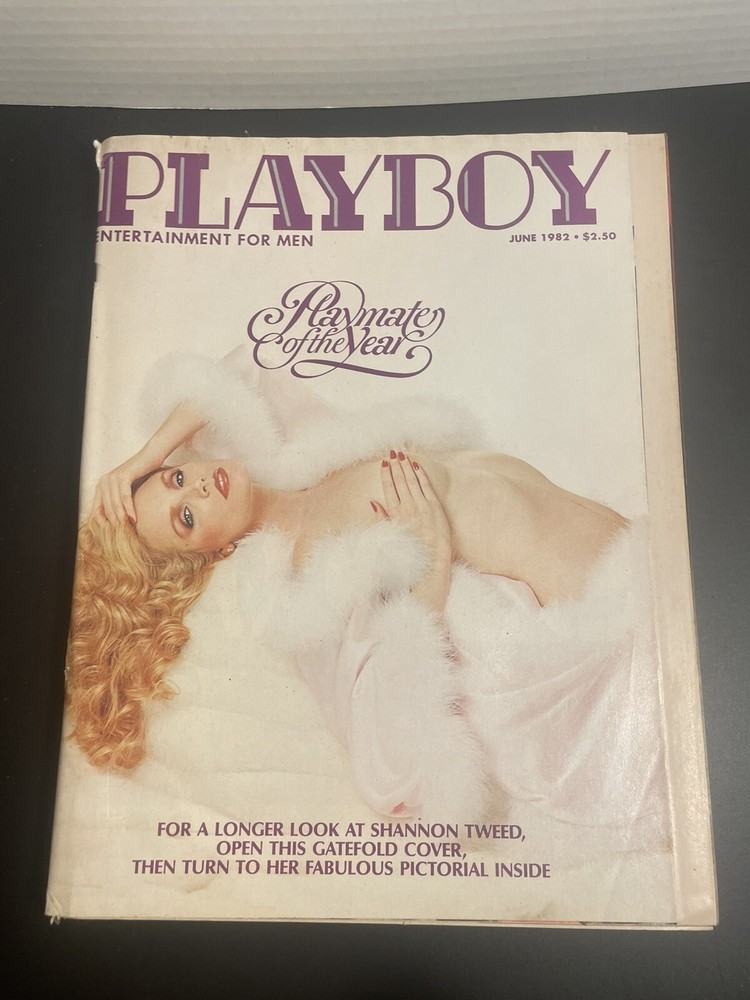 PLAYBOY
ENTERTAINMENT FOR MEN
JUNE 1982 • $2.50
Playmate
of the Year
FOR A LONGER LOOK AT SHANNON TWEED,
OPEN THIS GATEFOLD COVER,
THEN TURN TO HER FABULOUS PICTORIAL INSIDE